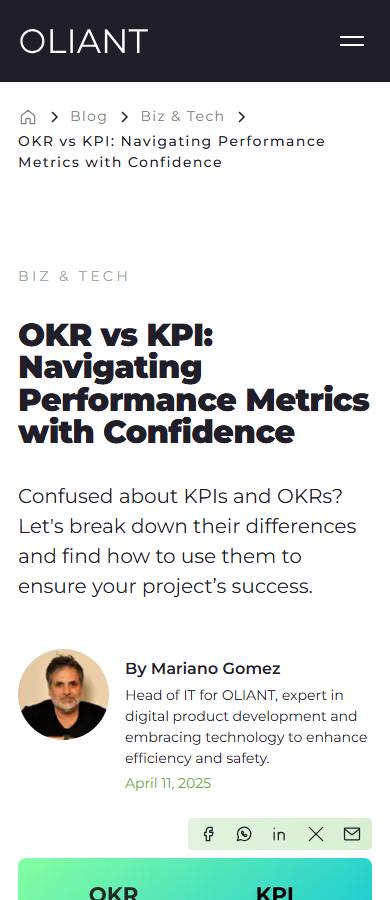 OLIANT
Blog Biz & Tech
OKR vs KPI: Navigating Performance
Metrics with Confidence
BIZ & TECH
OKR vs KPI:
Navigating
Performance Metrics
with Confidence
Confused about KPIs and OKRs?
Let's break down their differences
and find how to use them to
ensure your project’s success.
By Mariano Gomez
Head of IT for OLIANT, expert in
digital product development and
embracing technology to enhance
efficiency and safety.
April 11, 2025
OKR KPI